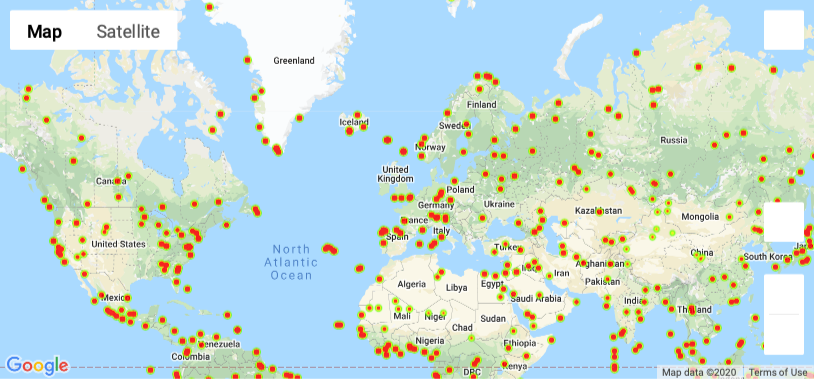 Map Satellite
Greenland
Iceland
Finland
Sweden
Norway
Russia
Canada
United
Kingdom
Poland
Germany
Ukraine
France
Kazakhstan
Mongolia
Italy
Spain
United States
North
Atlantic
Ocean
Turkey
China
South Korea
Afghanistan
Iraq
Iran
Algeria
Libya
Egypt
Pakistan
Mexico
Saudi Arabia
India
Thailand
Mali
Niger
Sudan
Chad
Nigeria
Ethiopia
Venezuela
Colombia
Kenya
DRC
Google
Map data ©2020
Terms of Use